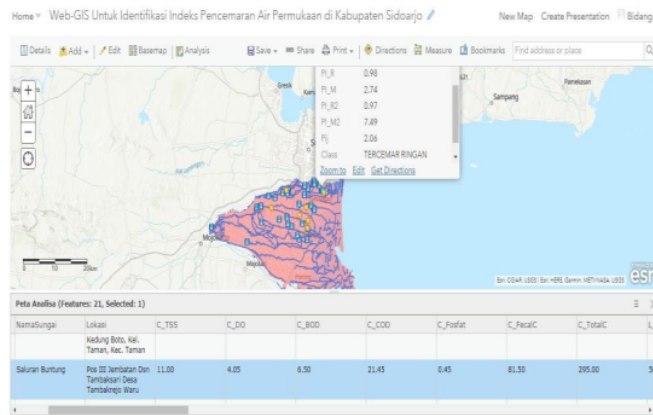 Home Web-GIS Untuk Identifikasi Indeks Pencemaran Air Permukaan di Kabupaten Sidoarjo New Map Create Presentation Bidang
Details Add Edit Basemap Analysis Save Share Print Directions Measure Bookmarks Find address or place
PI_R 0.98
PI_M 2.74
PI_R2 0.97
PI_M2 7.49
PIj 2.06
Class TERCEMAR RINGAN
Zoom to Edit Get Directions
Gresik
Sampang
Pamekasan
0 10 20km
Esri, CGIAR, USGS | Esri, HERE, Garmin, METI/NASA, USGS
esri
Peta Analisa (Features: 21, Selected: 1)
NamaSungai Lokasi C_TSS C_DO C_BOD C_COD C_Fosfat C_FecalC C_TotalC
Kedung Boto, Kel.
Taman, Kec. Taman
Saluran Buntung Pos III Jembatan Dsn 11.00 4.05 6.50 21.45 0.45 81.50 295.00
Tambaksari Desa
Tambakrejo Waru